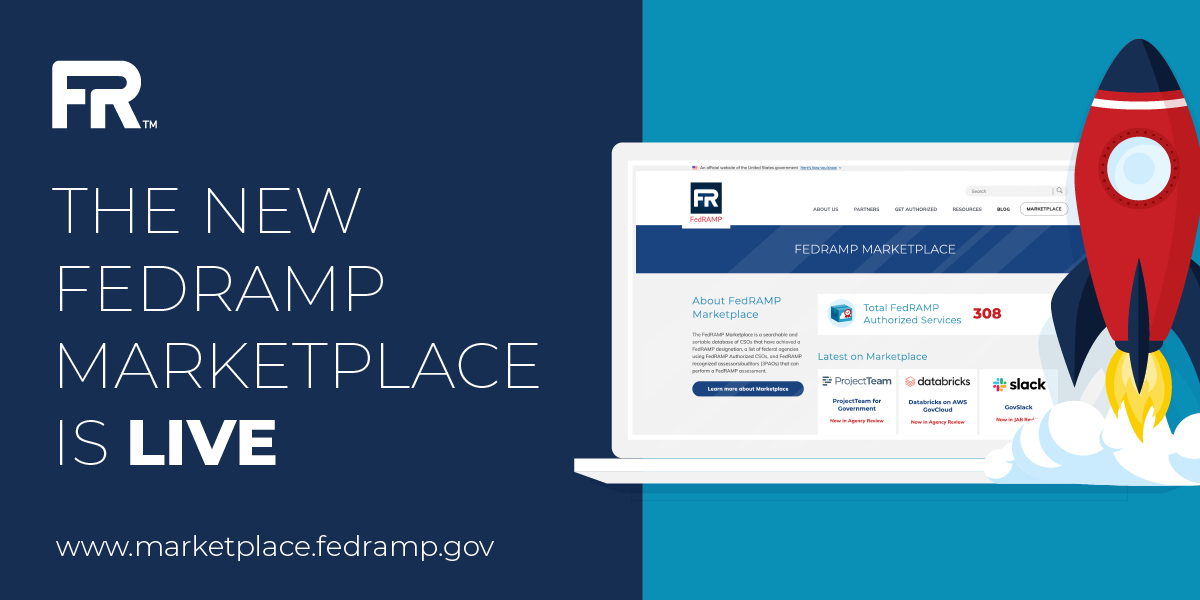 FR TM
THE NEW
FEDRAMP
MARKETPLACE
IS LIVE
www.marketplace.fedramp.gov
An official website of the United States government Here's how you know
FR
FedRAMP
Search
ABOUT US PARTNERS GET AUTHORIZED RESOURCES BLOG MARKETPLACE
FEDRAMP MARKETPLACE
About FedRAMP
Marketplace
The FedRAMP Marketplace is a searchable and
sortable database of CSOs that have achieved a
FedRAMP designation, a list of federal agencies
using FedRAMP Authorized CSOs, and FedRAMP
recognized assessors/auditors (3PAOs) that can
perform a FedRAMP assessment.
Learn more about Marketplace
Total FedRAMP
Authorized Services 308
Latest on Marketplace
ProjectTeam
ProjectTeam for
Government
New in Agency Review
databricks
Databricks on AWS
GovCloud
New in Agency Review
slack
GovSlack
New in JAB